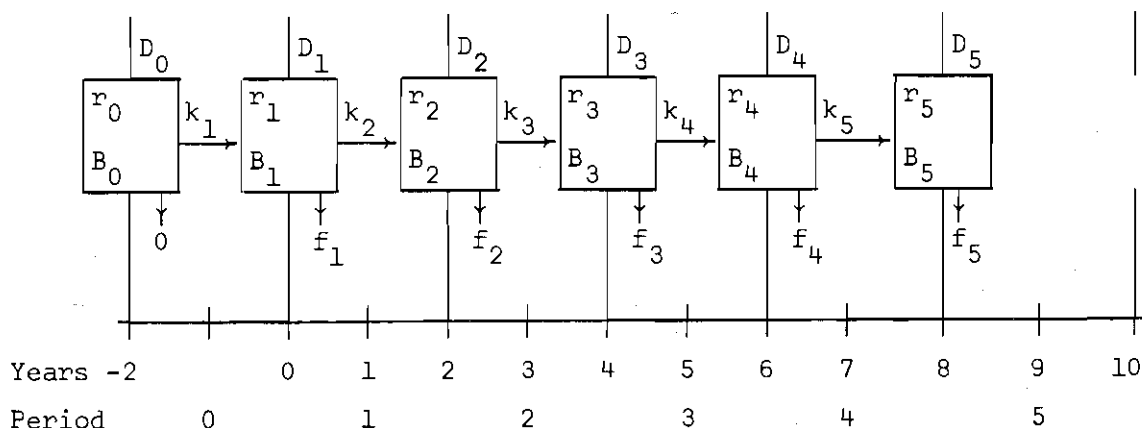 D0 D1 D2 D3 D4 D5
r0 r1 r2 r3 r4 r5
k1 k2 k3 k4 k5
B0 B1 B2 B3 B4 B5
0 f1 f2 f3 f4 f5
Years -2 0 1 2 3 4 5 6 7 8 9 10
Period 0 1 2 3 4 5